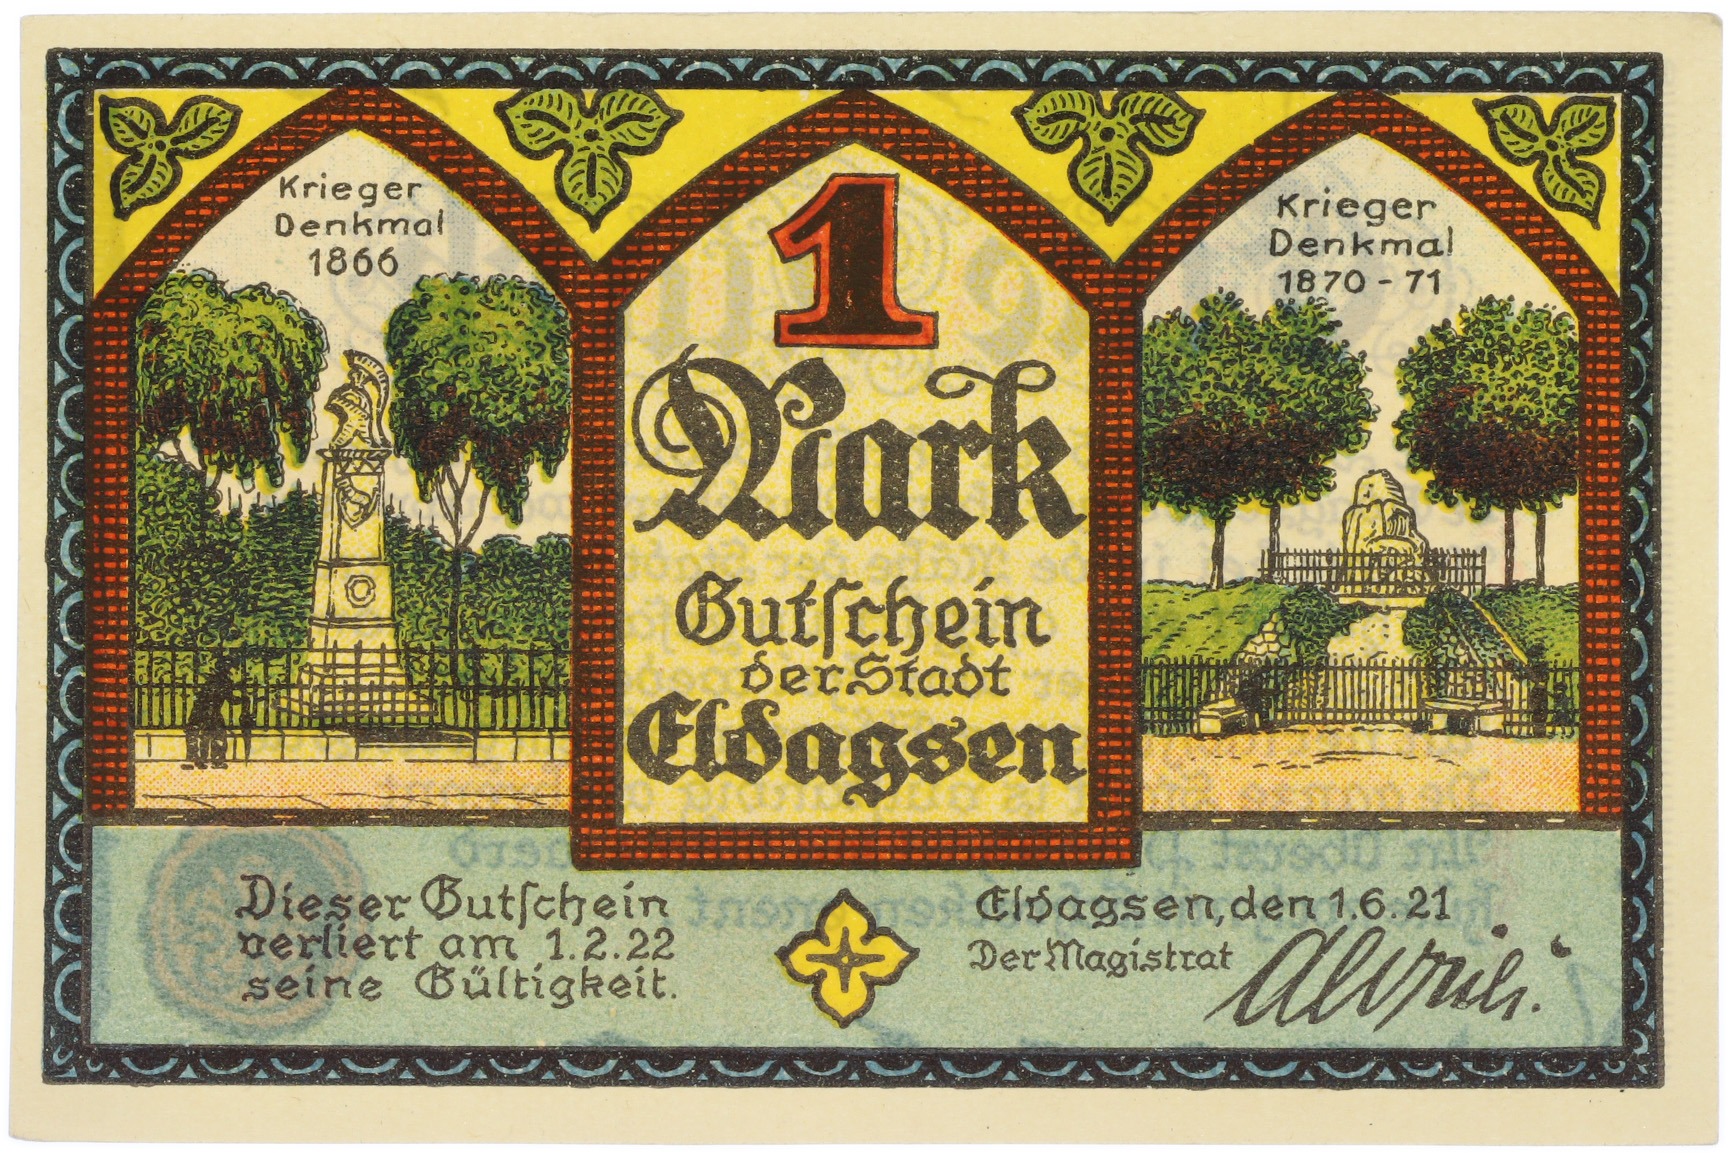 Krieger
Denkmal
1866
1
Mark
Gutſchein
der Stadt
Eldagsen
Krieger
Denkmal
1870 - 71
Dieser Gutſchein
verliert am 1.2.22
seine Gültigkeit.
Eldagsen, den 1.6.21
Der Magistrat